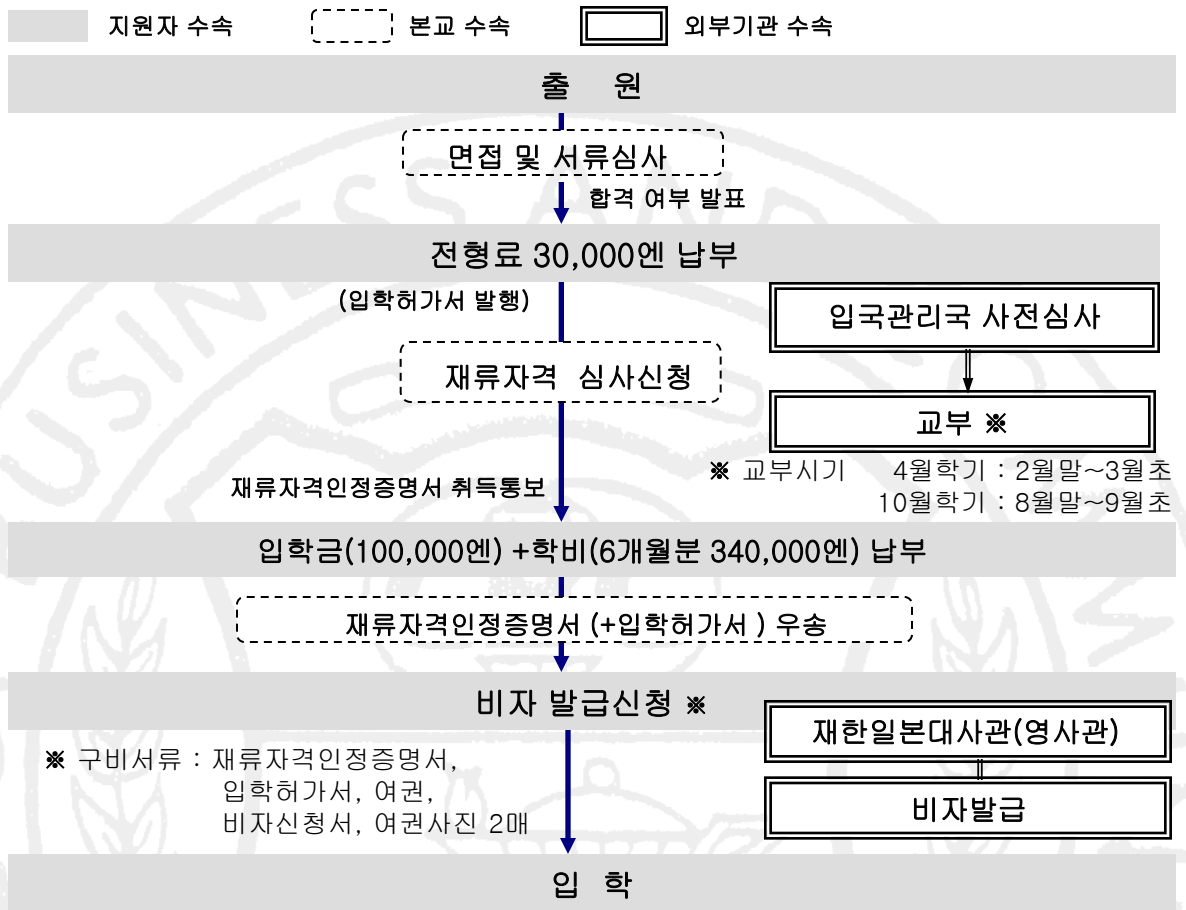 지원자 수속 본교 수속 외부기관 수속
출 원
면접 및 서류심사
합격 여부 발표
전형료 30,000엔 납부
(입학허가서 발행)
입국관리국 사전심사
재류자격 심사신청
교부 ※
※ 교부시기 4월학기 : 2월말~3월초
10월학기 : 8월말~9월초
재류자격인정증명서 취득통보
입학금(100,000엔) +학비(6개월분 340,000엔) 납부
재류자격인정증명서 (+입학허가서 ) 우송
비자 발급신청 ※
재한일본대사관(영사관)
※ 구비서류 : 재류자격인정증명서,
입학허가서, 여권,
비자신청서, 여권사진 2매
비자발급
입 학
BUSINESS AND